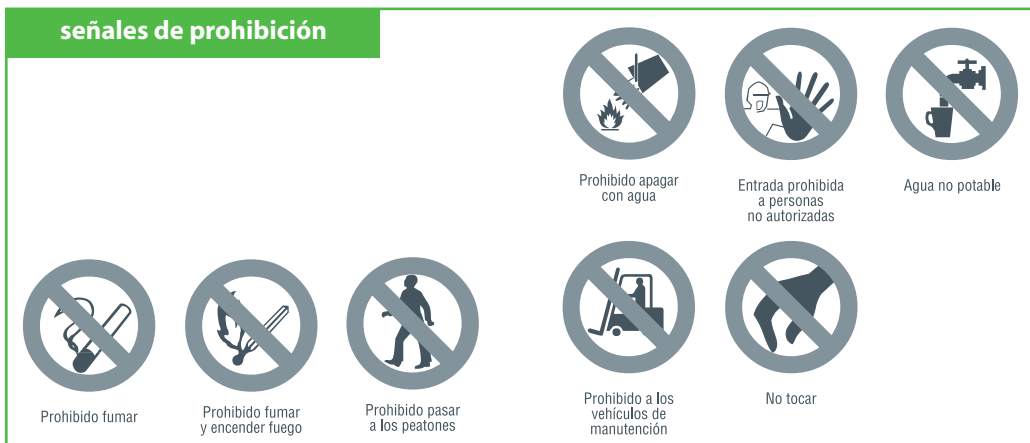 señales de prohibición
Prohibido apagar
con agua
Entrada prohibida
a personas
no autorizadas
Agua no potable
Prohibido fumar
Prohibido fumar
y encender fuego
Prohibido pasar
a los peatones
Prohibido a los
vehículos de
manutención
No tocar